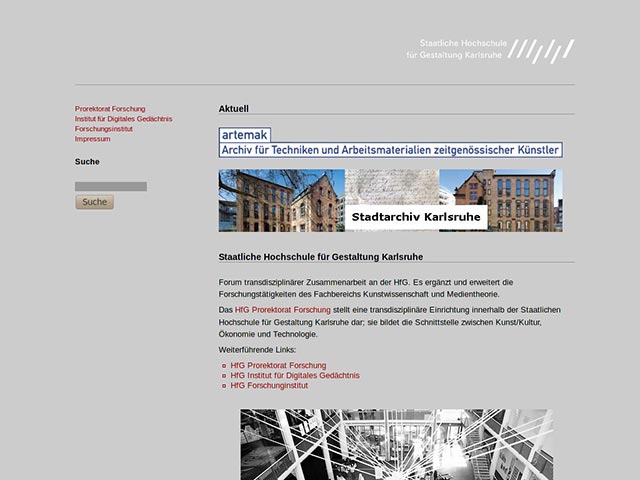 Staatliche Hochschule
für Gestaltung Karlsruhe
Prorektorat Forschung
Institut für Digitales Gedächtnis
Forschungsinstitut
Impressum
Suche
Suche
Aktuell
artemak
Archiv für Techniken und Arbeitsmaterialien zeitgenössischer Künstler
Stadtarchiv Karlsruhe
Staatliche Hochschule für Gestaltung Karlsruhe
Forum transdisziplinärer Zusammenarbeit an der HfG. Es ergänzt und erweitert die
Forschungstätigkeiten des Fachbereichs Kunstwissenschaft und Medientheorie.
Das HfG Prorektorat Forschung stellt eine transdisziplinäre Einrichtung innerhalb der Staatlichen
Hochschule für Gestaltung Karlsruhe dar; sie bildet die Schnittstelle zwischen Kunst/Kultur,
Ökonomie und Technologie.
Weiterführende Links:
HfG Prorektorat Forschung
HfG Institut für Digitales Gedächtnis
HfG Forschunginstitut